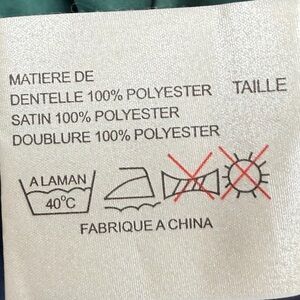 MATIERE DE
DENTELLE 100% POLYESTER TAILLE
SATIN 100% POLYESTER
DOUBLURE 100% POLYESTER
A LAMAN
40°C
FABRIQUE A CHINA